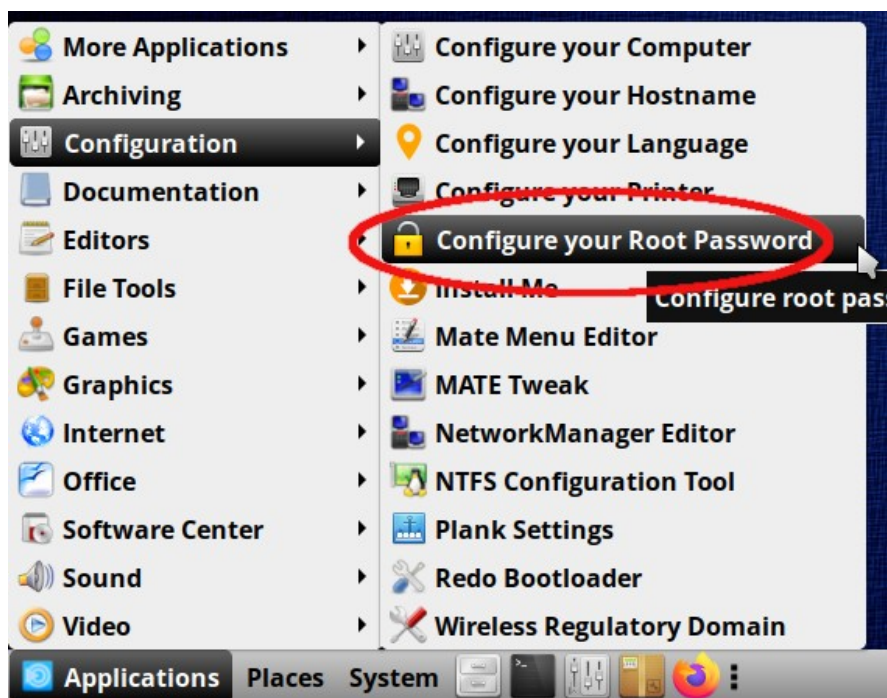 More Applications
Archiving
Configuration
Documentation
Editors
File Tools
Games
Graphics
Internet
Office
Software Center
Sound
Video
Configure your Computer
Configure your Hostname
Configure your Language
Configure your Printer
Configure your Root Password
Install Me
Configure root pas
Mate Menu Editor
MATE Tweak
NetworkManager Editor
NTFS Configuration Tool
Plank Settings
Redo Bootloader
Wireless Regulatory Domain
Applications Places System